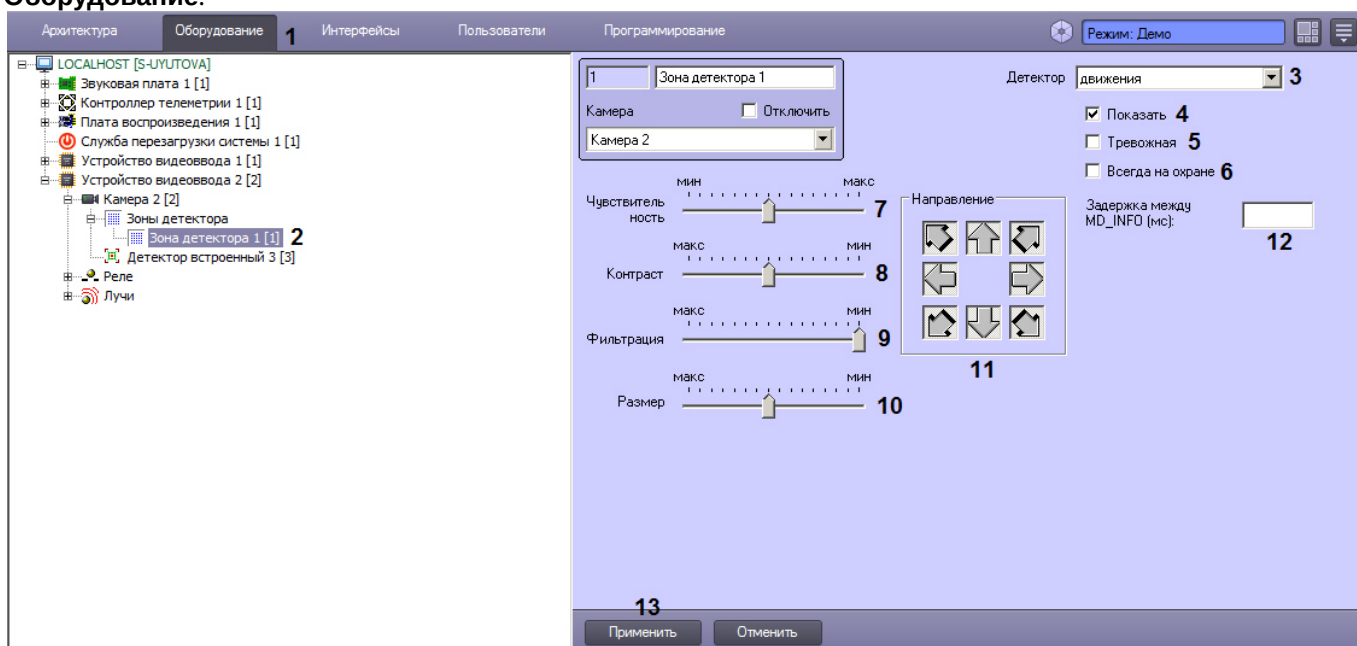 Оборудование.
Архитектура Оборудование 1 Интерфейсы Пользователи Программирование Режим: Демо
LOCALHOST [S-UYUTOVA]
Звуковая плата 1 [1]
Контроллер телеметрии 1 [1]
Плата воспроизведения 1 [1]
Служба перезагрузки системы 1 [1]
Устройство видеоввода 1 [1]
Устройство видеоввода 2 [2]
Камера 2 [2]
Зоны детектора
Зона детектора 1 [1] 2
Детектор встроенный 3 [3]
Реле
Лучи
1 Зона детектора 1
Камера Отключить
Камера 2
Детектор движения 3
Показать 4
Тревожная 5
Всегда на охране 6
мин макс
Чувствитель
ность 7
макс мин
Контраст 8
макс мин
Фильтрация 9
макс мин
Размер 10
Направление
11
Задержка между
MD_INFO (мс):
12
13
Применить Отменить